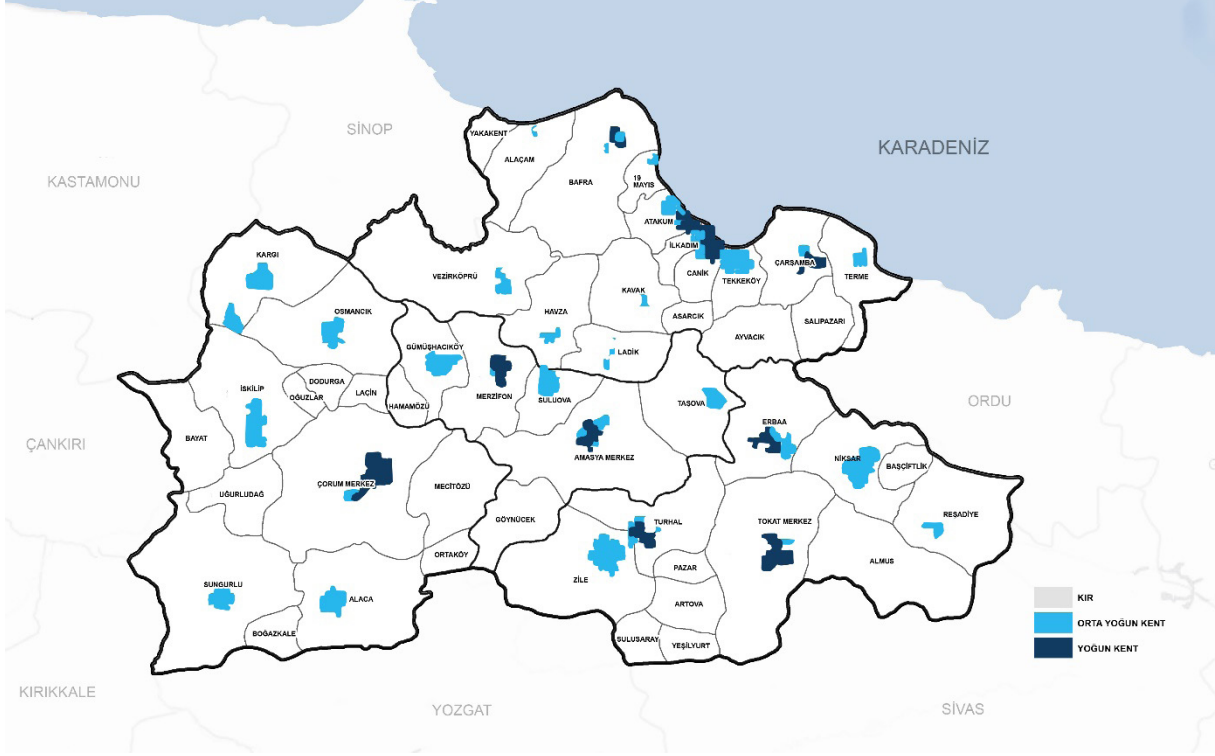 SİNOP
KARADENİZ
KASTAMONU
YAKAKENT
ALAÇAM
BAFRA
19
MAYIS
ATAKUM
İLKADIM
CANİK
TEKKEKÖY
ÇARŞAMBA
TERME
KARGI
VEZİRKÖPRÜ
KAVAK
HAVZA
ASARCIK
SALIPAZARI
AYVACIK
OSMANCIK
GÜMÜŞHACIKÖY
LADİK
DODURGA
OĞUZLAR
LAÇİN
İSKİLİP
HAMAMÖZÜ
MERZİFON
SULUOVA
TAŞOVA
ORDU
ERBAA
BAYAT
ÇANKIRI
AMASYA MERKEZ
NİKSAR
BAŞÇİFTLİK
UĞURLUDAĞ
ÇORUM MERKEZ
MECİTÖZÜ
GÖYNÜCEK
TURHAL
TOKAT MERKEZ
REŞADİYE
ORTAKÖY
PAZAR
ALMUS
ZİLE
SUNGURLU
ALACA
ARTOVA
BOĞAZKALE
SULUSARAY
YEŞİLYURT
KIR
ORTA YOĞUN KENT
YOĞUN KENT
KIRIKKALE
YOZGAT
SİVAS